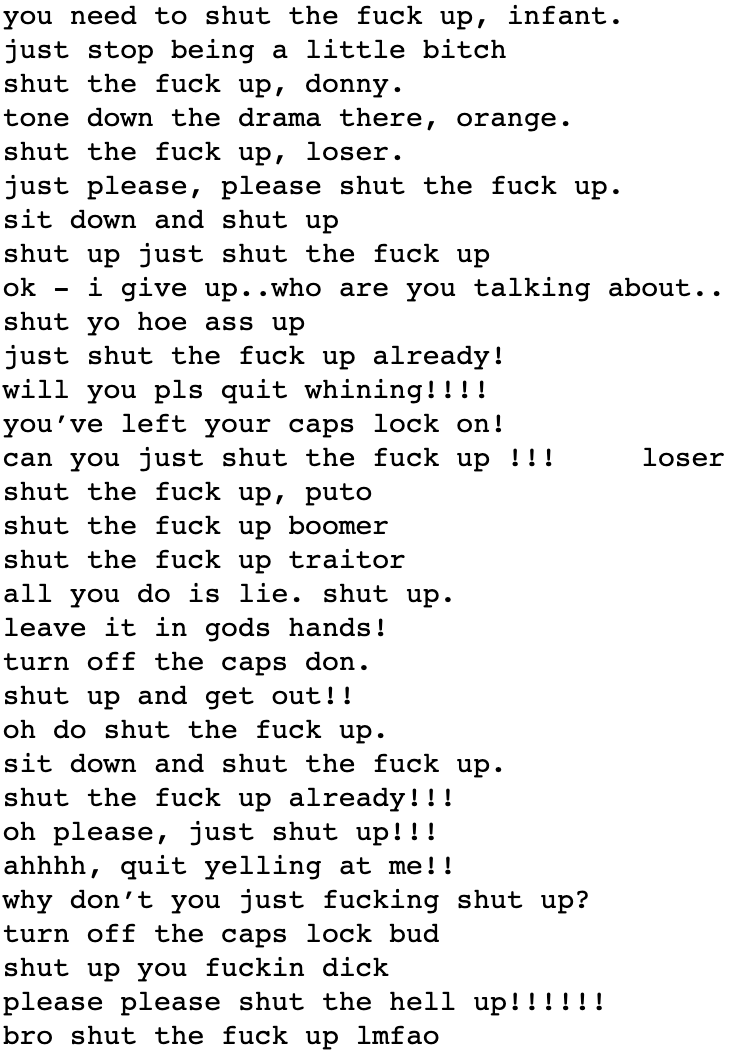 you need to shut the fuck up, infant.
just stop being a little bitch
shut the fuck up, donny.
tone down the drama there, orange.
shut the fuck up, loser.
just please, please shut the fuck up.
sit down and shut up
shut up just shut the fuck up
ok – i give up..who are you talking about..
shut yo hoe ass up
just shut the fuck up already!
will you pls quit whining!!!!
you’ve left your caps lock on!
can you just shut the fuck up !!!     loser
shut the fuck up, puto
shut the fuck up boomer
shut the fuck up traitor
all you do is lie. shut up.
leave it in gods hands!
turn off the caps don.
shut up and get out!!
oh do shut the fuck up.
sit down and shut the fuck up.
shut the fuck up already!!!
oh please, just shut up!!!
ahhhh, quit yelling at me!!
why don’t you just fucking shut up?
turn off the caps lock bud
shut up you fuckin dick
please please shut the hell up!!!!!!
bro shut the fuck up lmfao